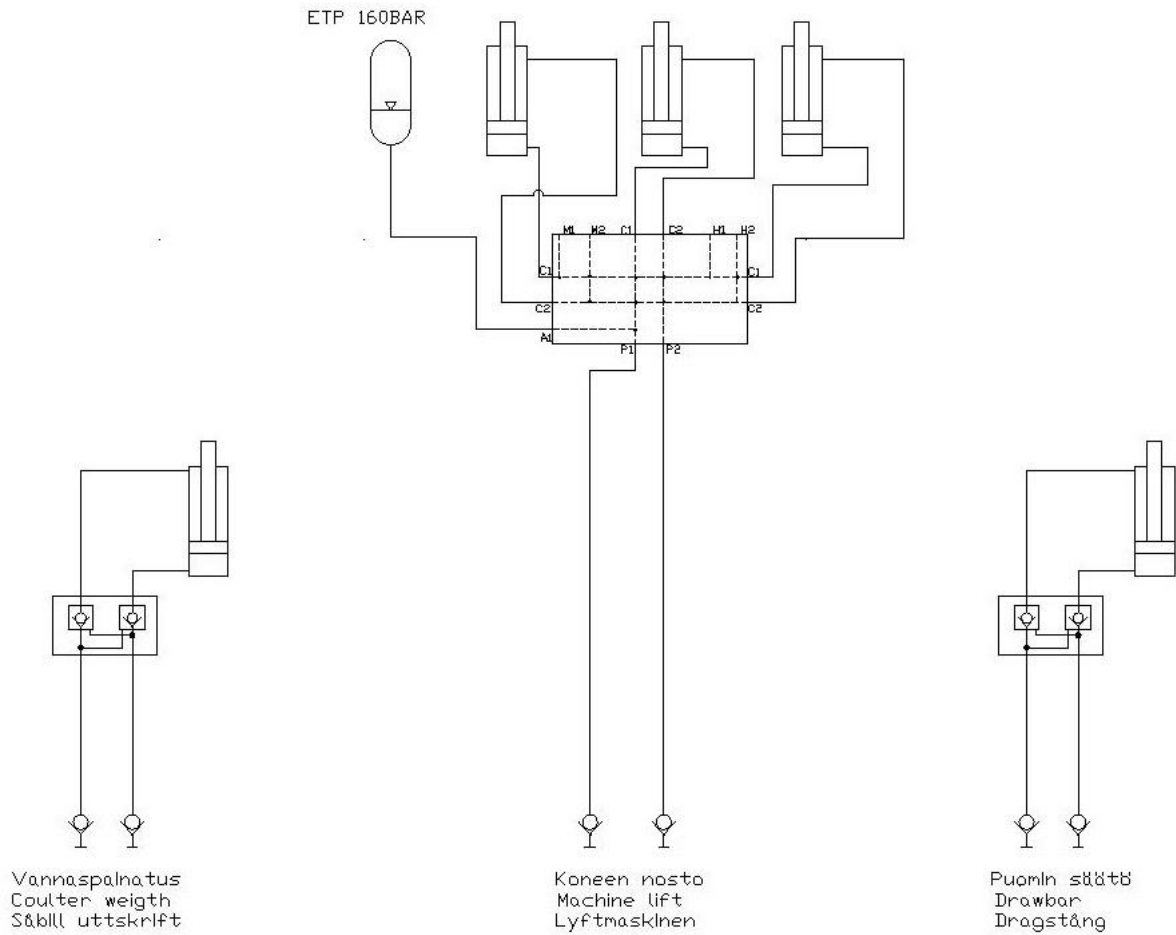 ETP 160BAR
M1 M2 C1 C2 H1 H2
C1 C1
C2 C2
A1
P1 P2
Vannaspainatus
Coulter weigth
Såbill uttskrift
Koneen nosto
Machine lift
Lyftmaskinen
Puomin säätö
Drawbar
Dragstång